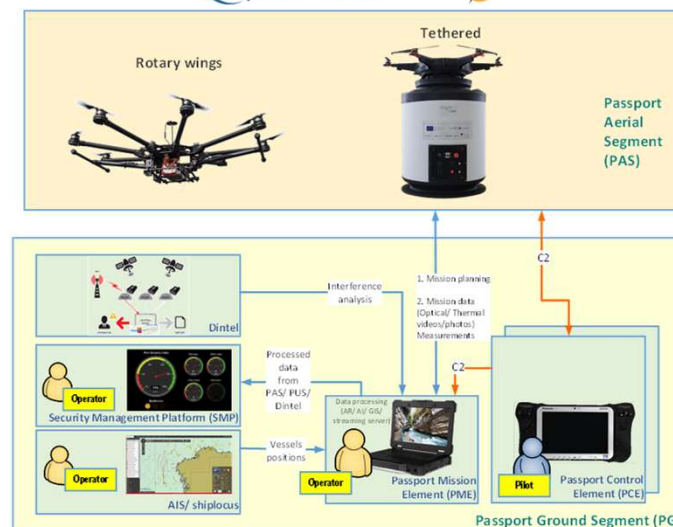 Tethered
Rotary wings
Passport
Aerial
Segment
(PAS)
C2
Interference
analysis
1. Mission planning
2. Mission data
(Optical/ Thermal
videos/photos)
Measurements
Dintel
C2
Processed
data
from
PAS/ PUS/
Dintel
Operator
Security Management Platform (SMP)
Data processing
(AR/ AI/ GIS/
streaming server)
Vessels
positions
Operator
AIS/ shiplocus
Operator
Passport Mission
Element (PME)
Pilot
Passport Control
Element (PCE)
Passport Ground Segment (PG